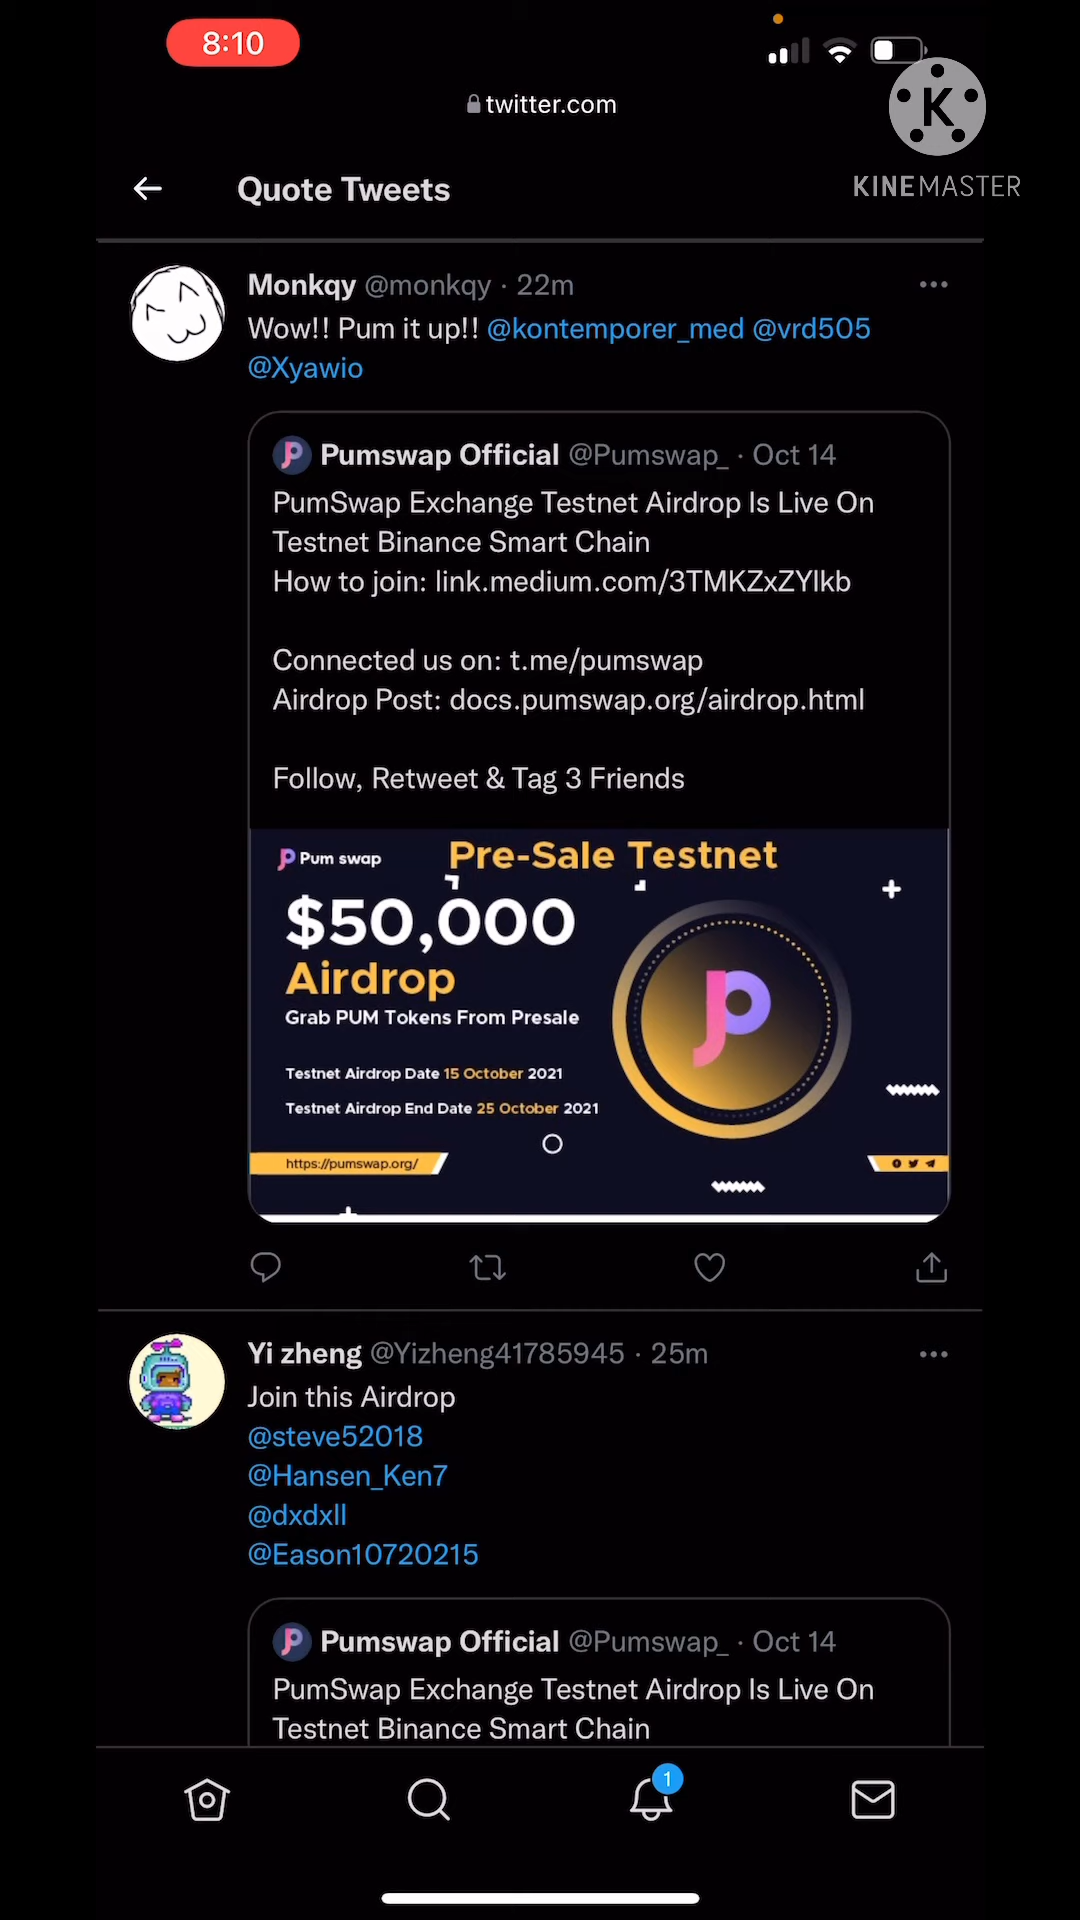 8:10
twitter.com
K
KINEMASTER
Quote Tweets
Monkqy @monkqy · 22m
Wow!! Pum it up!! @kontemporer_med @vrd505
@Xyawio
Pumswap Official @Pumswap_ · Oct 14
PumSwap Exchange Testnet Airdrop Is Live On
Testnet Binance Smart Chain
How to join: link.medium.com/3TMKZxZYlkb
Connected us on: t.me/pumswap
Airdrop Post: docs.pumswap.org/airdrop.html
Follow, Retweet & Tag 3 Friends
Pum swap
Pre-Sale Testnet
$50,000
Airdrop
Grab PUM Tokens From Presale
Testnet Airdrop Date 15 October 2021
Testnet Airdrop End Date 25 October 2021
https://pumswap.org/
Yi zheng @Yizheng41785945 · 25m
Join this Airdrop
@steve52018
@Hansen_Ken7
@dxdxll
@Eason10720215
Pumswap Official @Pumswap_ · Oct 14
PumSwap Exchange Testnet Airdrop Is Live On
Testnet Binance Smart Chain
1